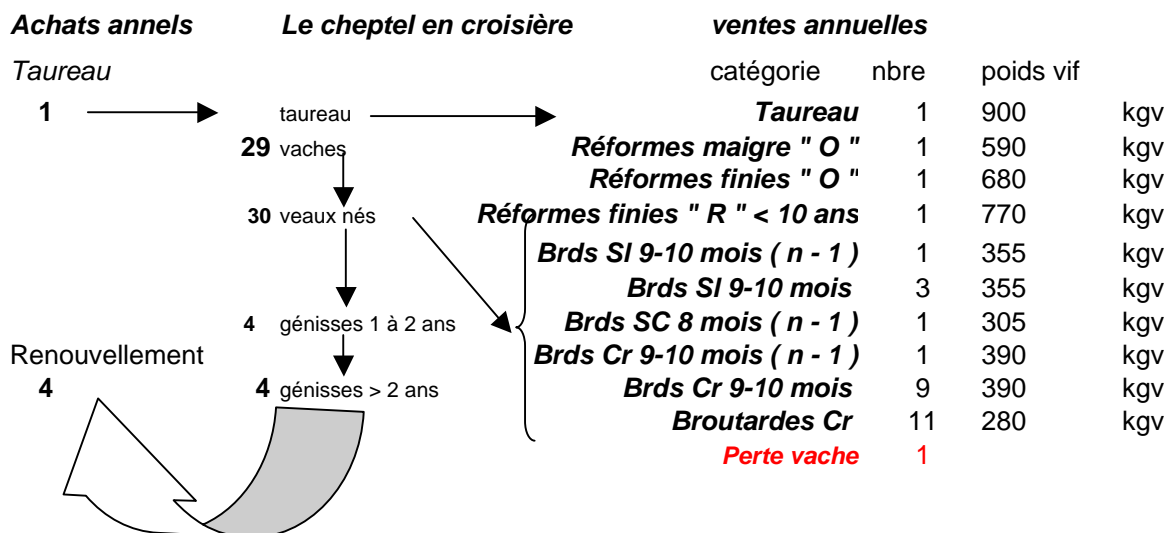 Achats annels Le cheptel en croisière ventes annuelles
Taureau catégorie nbre poids vif
1 taureau Taureau 1 900 kgv
29 vaches Réformes maigre " O " 1 590 kgv
Réformes finies " O " 1 680 kgv
30 veaux nés Réformes finies " R " < 10 ans 1 770 kgv
Brds Sl 9-10 mois ( n - 1 ) 1 355 kgv
Brds Sl 9-10 mois 3 355 kgv
4 génisses 1 à 2 ans Brds SC 8 mois ( n - 1 ) 1 305 kgv
Renouvellement Brds Cr 9-10 mois ( n - 1 ) 1 390 kgv
4 4 génisses > 2 ans Brds Cr 9-10 mois 9 390 kgv
Broutardes Cr 11 280 kgv
Perte vache 1